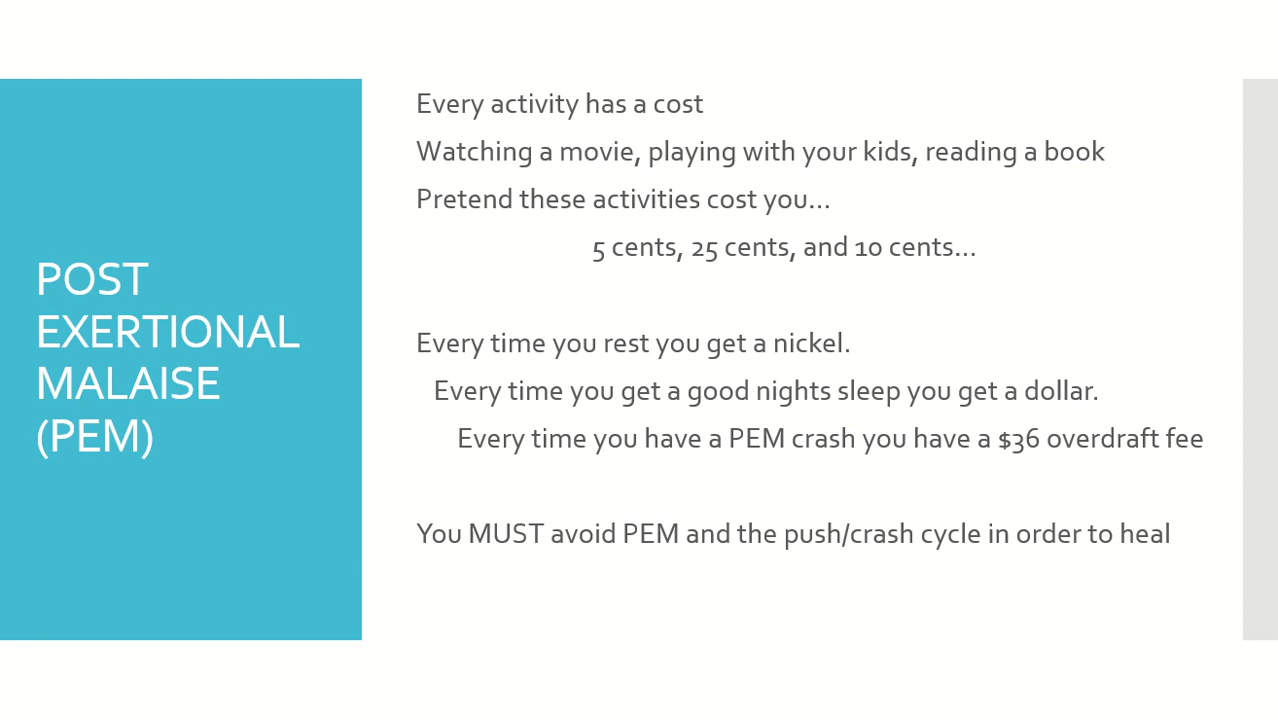 POST
EXERTIONAL
MALAISE
(PEM)
Every activity has a cost
Watching a movie, playing with your kids, reading a book
Pretend these activities cost you...
5 cents, 25 cents, and 10 cents...
Every time you rest you get a nickel.
Every time you get a good nights sleep you get a dollar.
Every time you have a PEM crash you have a $36 overdraft fee
You MUST avoid PEM and the push/crash cycle in order to heal